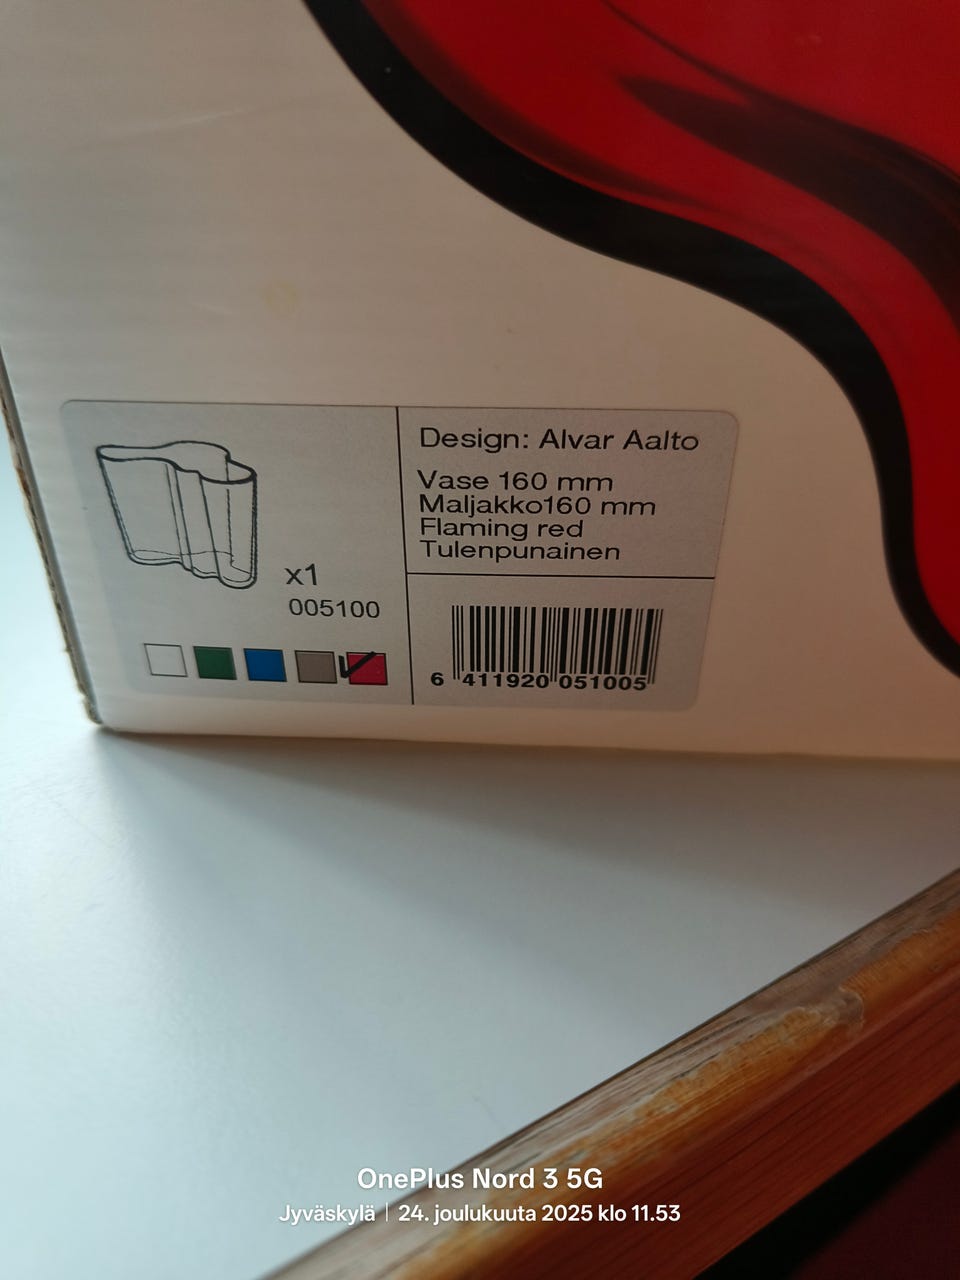 Design: Alvar Aalto
Vase 160 mm
Maljakko160 mm
Flaming red
Tulenpunainen
x1
005100
6 411920 051005
OnePlus Nord 3 5G
Jyväskylä | 24. joulukuuta 2025 klo 11.53